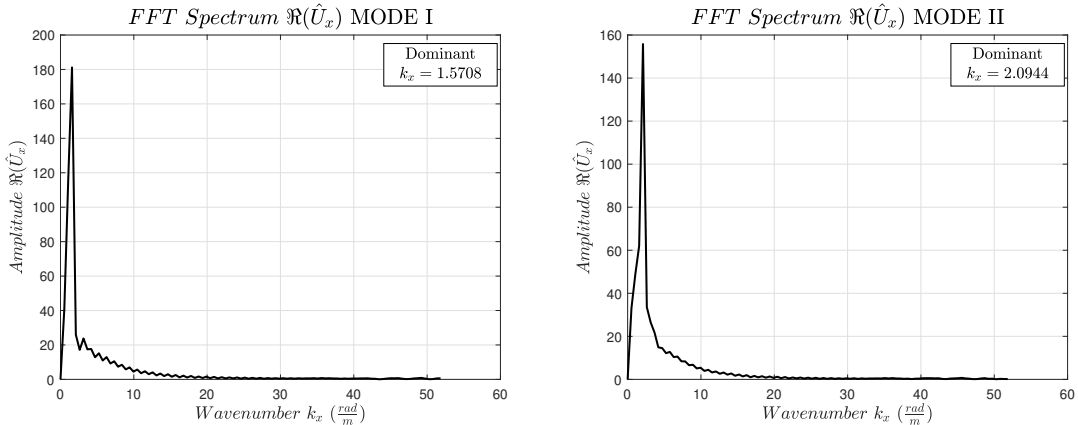 FFT Spectrum ℜ(Û_x) MODE I
200
180
160
140
120
100
80
60
40
20
0
Amplitude ℜ(Û_x)
Dominant
k_x = 1.5708
0 10 20 30 40 50 60
Wavenumber k_x (rad/m)
FFT Spectrum ℜ(Û_x) MODE II
160
140
120
100
80
60
40
20
0
Amplitude ℜ(Û_x)
Dominant
k_x = 2.0944
0 10 20 30 40 50 60
Wavenumber k_x (rad/m)